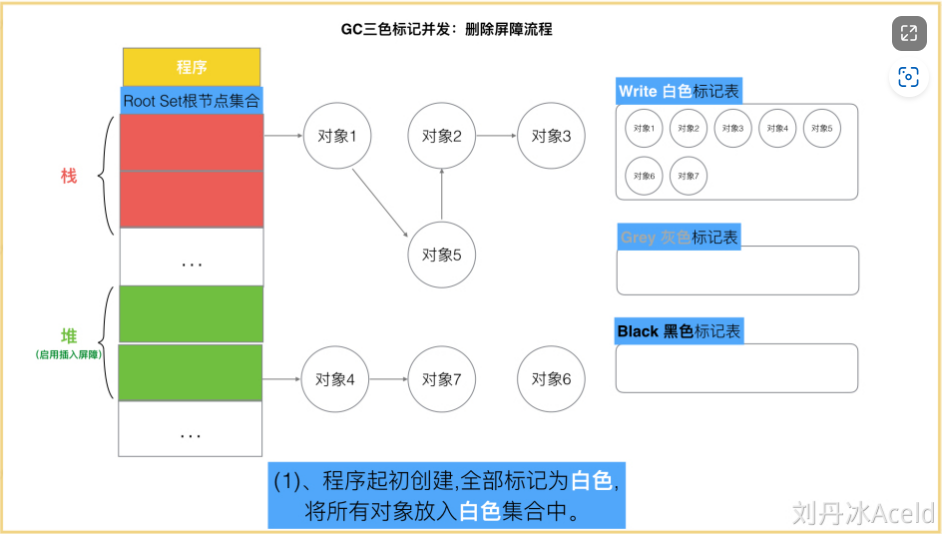 GC三色标记并发：删除屏障流程
程序
Root Set根节点集合
栈
...
堆
(启用插入屏障)
...
对象1
对象2
对象3
对象5
对象4
对象7
对象6
Write 白色标记表
对象1 对象2 对象3 对象4 对象5
对象6 对象7
Grey 灰色标记表
Black 黑色标记表
(1)、程序起初创建,全部标记为白色,
将所有对象放入白色集合中。
刘丹冰Aceld